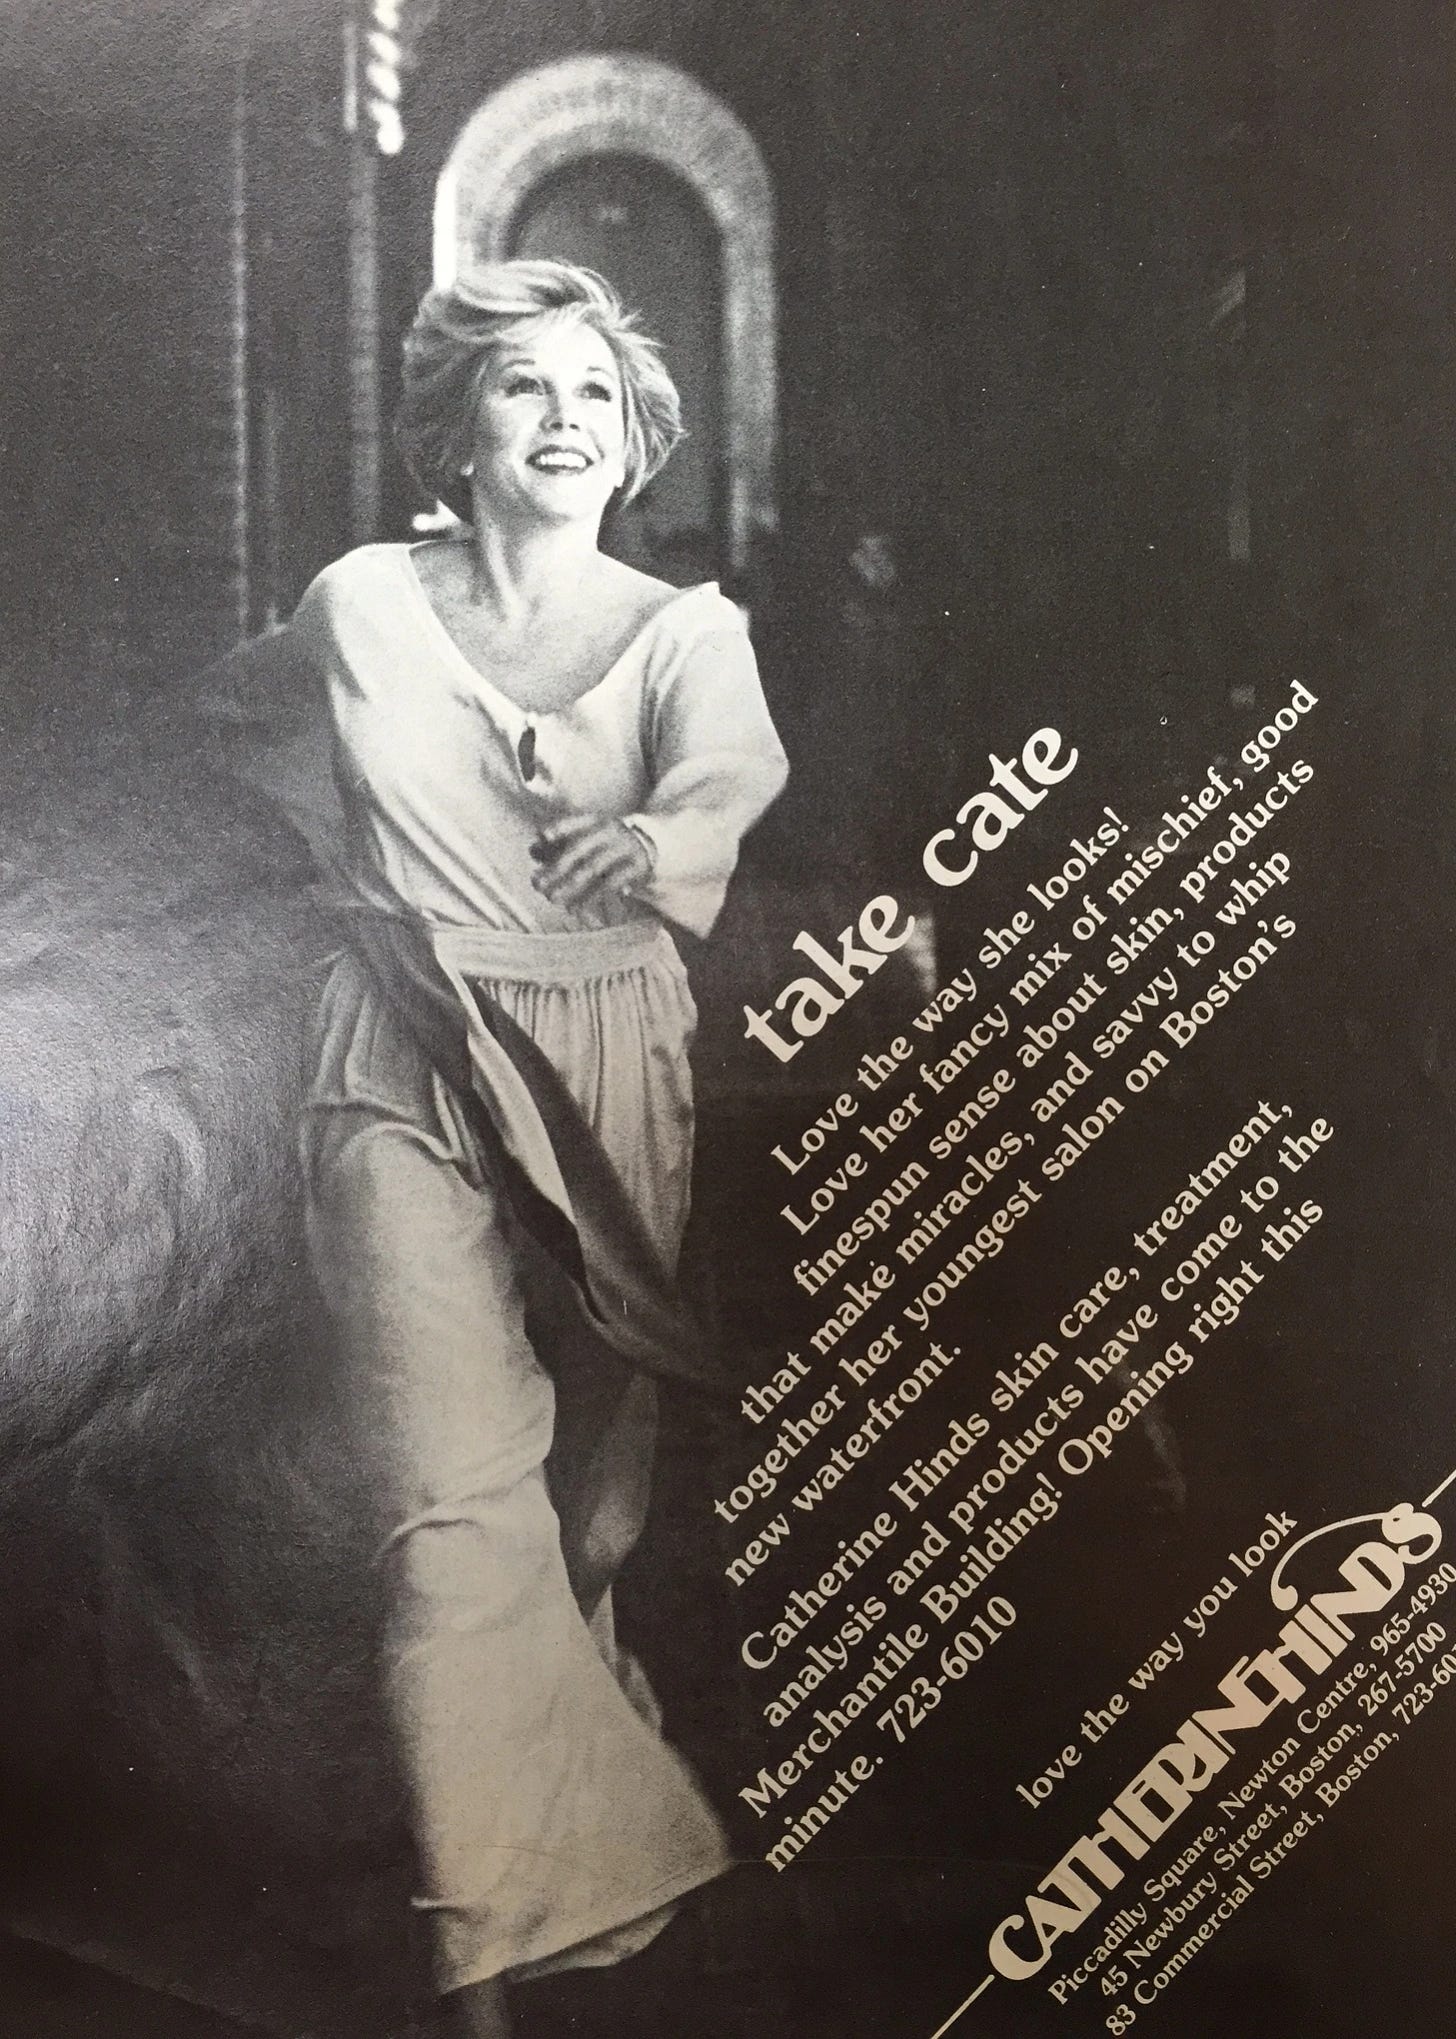 take cate
Love the way she looks!
Love her fancy mix of mischief, good
finespun sense about skin, products
that make miracles, and savvy to whip
together her youngest salon on Boston's
new waterfront.
Catherine Hinds skin care, treatment,
analysis and products have come to the
Merchantile Building! Opening right this
minute. 723-6010
love the way you look
CATHERINE HINDS
Piccadilly Square, Newton Centre, 965-4930
45 Newbury Street, Boston, 267-5700
83 Commercial Street, Boston, 723-60